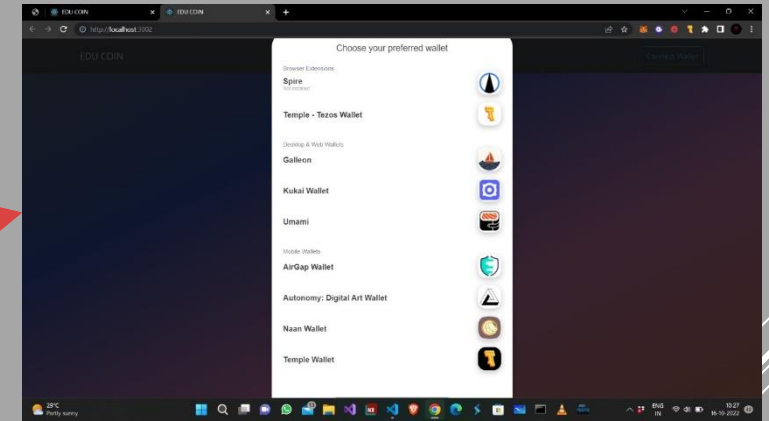 EDU COIN
EDU COIN
http://localhost:3002
EDU COIN
Connect Wallet
Choose your preferred wallet
Browser Extensions
Spire
Not installed
Temple - Tezos Wallet
Desktop & Web Wallets
Galleon
Kukai Wallet
Umami
Mobile Wallets
AirGap Wallet
Autonomy: Digital Art Wallet
Naan Wallet
Temple Wallet
29°C
Partly sunny
ENG
IN
10:27
16-10-2022